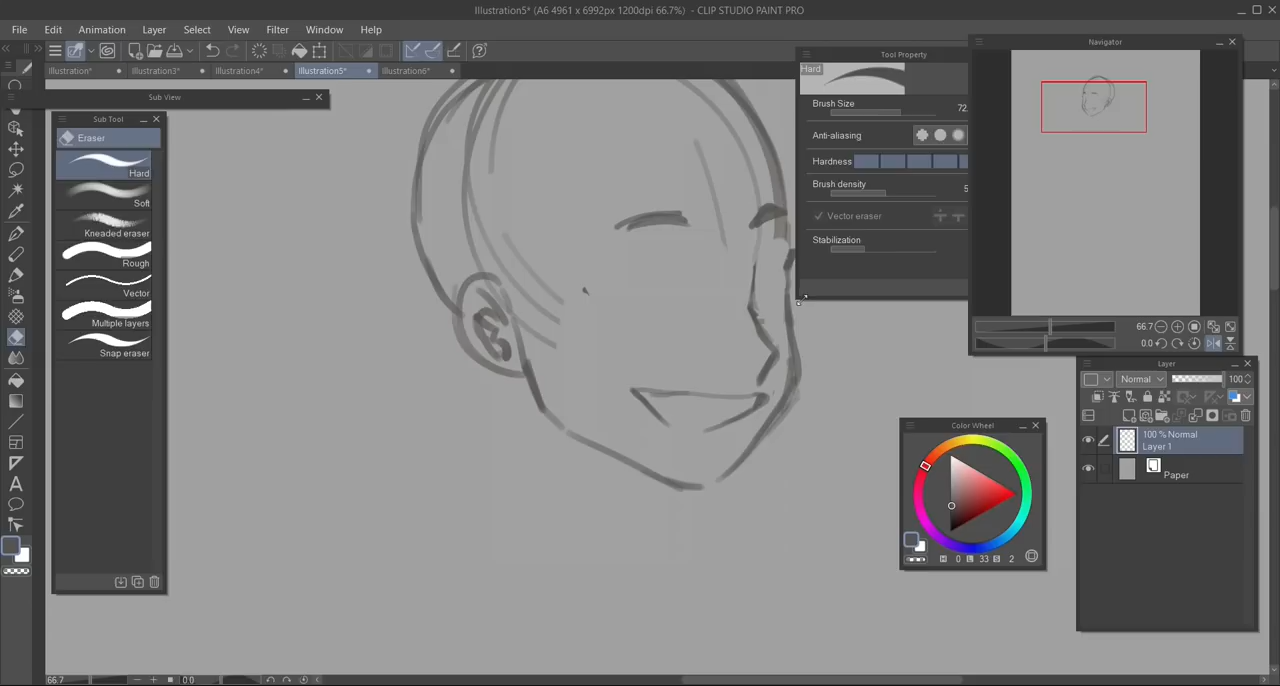 Illustration5* (A6 4961 x 6992px 1200dpi 66.7%) - CLIP STUDIO PAINT PRO
File Edit Animation Layer Select View Filter Window Help
Illustration* Illustration3* Illustration4* Illustration5* Illustration6*
Sub View
Sub Tool
Eraser
Hard
Soft
Kneaded eraser
Rough
Vector
Multiple layers
Snap eraser
Tool Property
Hard
Brush Size 72.
Anti-aliasing
Hardness
Brush density 5
Vector eraser
Stabilization
Navigator
66.7
0.0
Layer
Normal 100
100 % Normal
Layer 1
Paper
Color Wheel
H 0 L 33 S 2
A
66.7 0.0